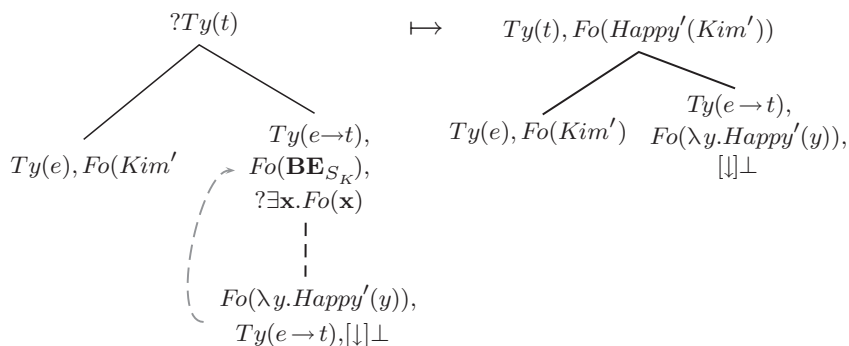 ?Ty(t) ↦ Ty(t), Fo(Happy′(Kim′))
Ty(e), Fo(Kim′
Ty(e→t),
Fo(BE_{S_K}),
?∃x.Fo(x)
Fo(λy.Happy′(y)),
Ty(e→t),[↓]⊥
Ty(e), Fo(Kim′)
Ty(e→t),
Fo(λy.Happy′(y)),
[↓]⊥